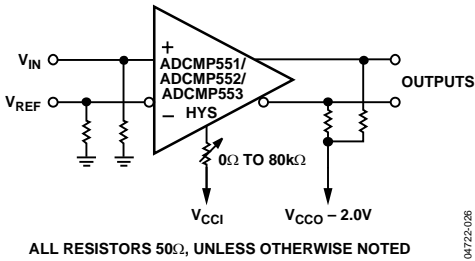 V_IN
V_REF
+
ADCMP551/
ADCMP552/
ADCMP553
−
HYS
OUTPUTS
0Ω TO 80kΩ
V_CCI
V_CCO – 2.0V
ALL RESISTORS 50Ω, UNLESS OTHERWISE NOTED
04722-026